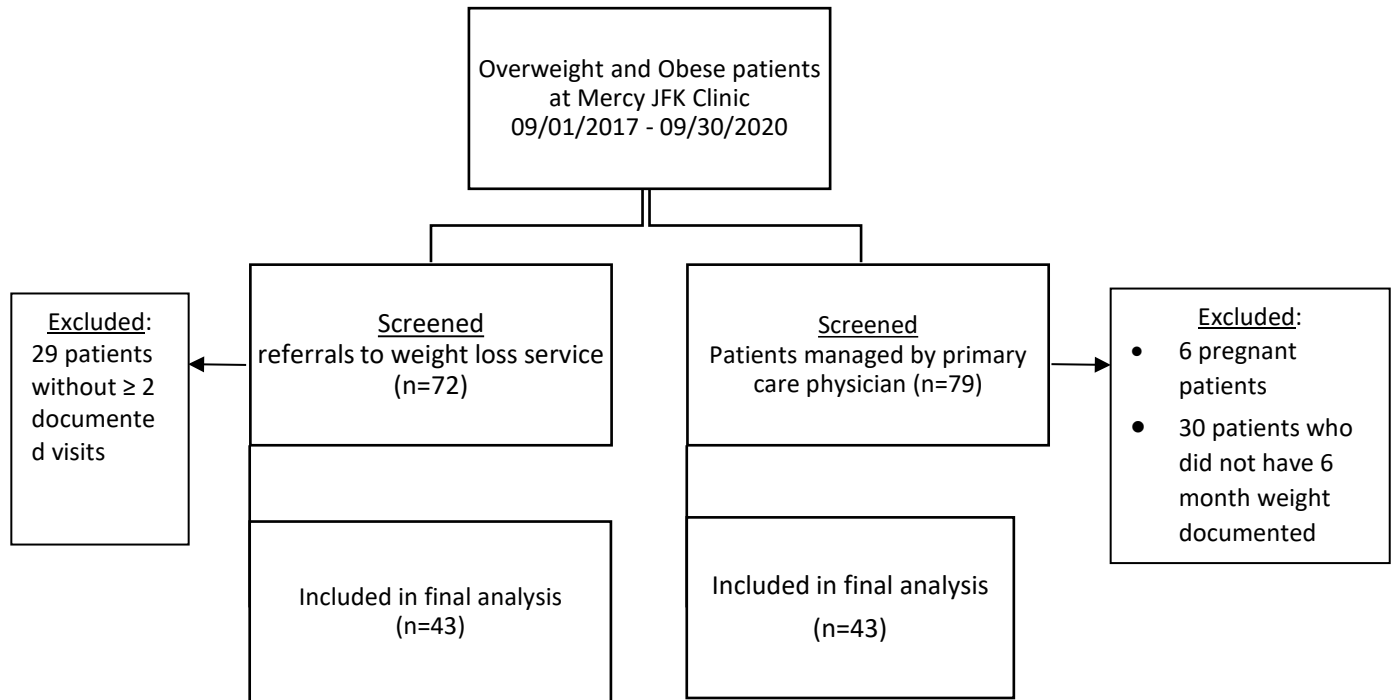 Overweight and Obese patients
at Mercy JFK Clinic
09/01/2017 - 09/30/2020
Excluded:
29 patients
without ≥ 2
documente
d visits
Screened
referrals to weight loss service
(n=72)
Screened
Patients managed by primary
care physician (n=79)
Excluded:
• 6 pregnant
patients
• 30 patients who
did not have 6
month weight
documented
Included in final analysis
(n=43)
Included in final analysis
(n=43)